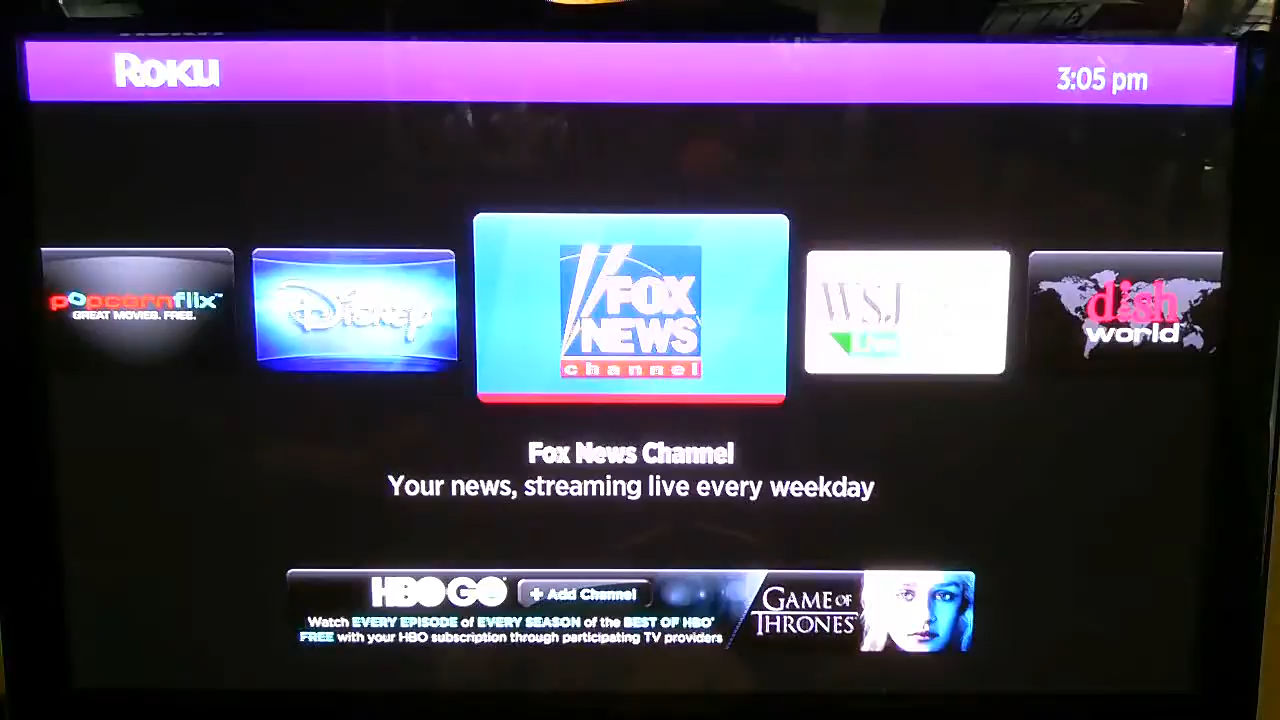 Roku
3:05 pm
popcornflix™
GREAT MOVIES. FREE.
Disney
FOX
NEWS
channel
WSJ
Live
dish
world
Fox News Channel
Your news, streaming live every weekday
HBO GO®
+ Add Channel
Watch EVERY EPISODE of EVERY SEASON of the BEST OF HBO®
FREE with your HBO subscription through participating TV providers
GAME OF
THRONES®